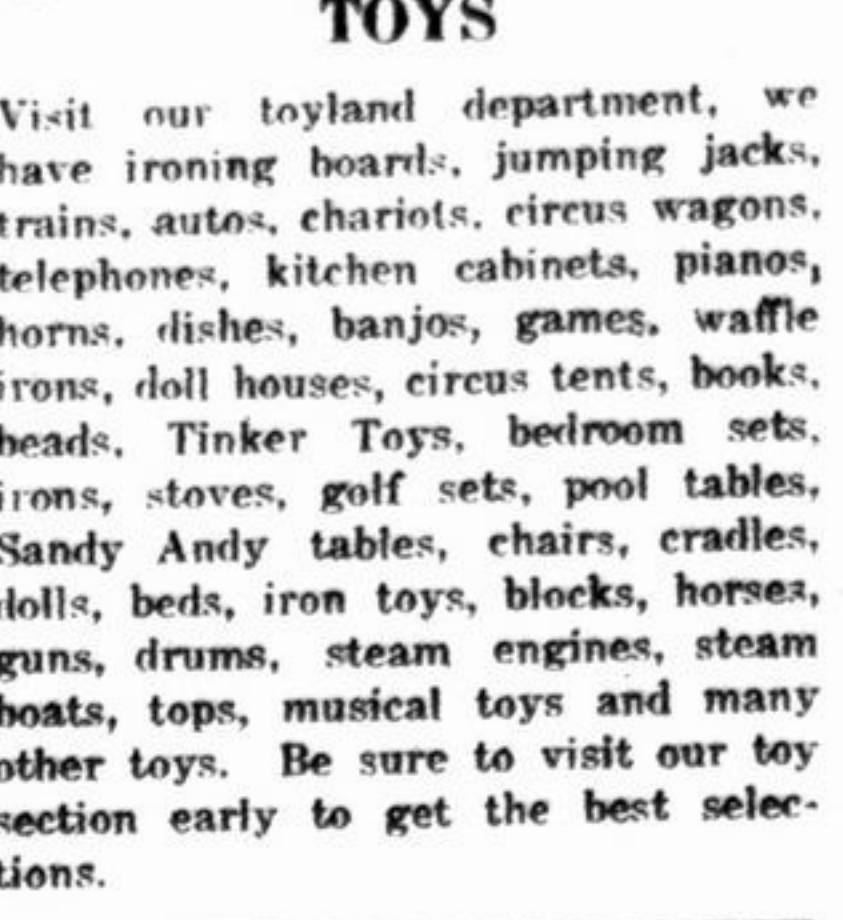 TOYS
Visit our toyland department, we
have ironing boards, jumping jacks,
trains, autos, chariots, circus wagons,
telephones, kitchen cabinets, pianos,
horns, dishes, banjos, games, waffle
irons, doll houses, circus tents, books,
beads, Tinker Toys, bedroom sets,
irons, stoves, golf sets, pool tables,
Sandy Andy tables, chairs, cradles,
dolls, beds, iron toys, blocks, horses,
guns, drums, steam engines, steam
boats, tops, musical toys and many
other toys. Be sure to visit our toy
section early to get the best selec-
tions.